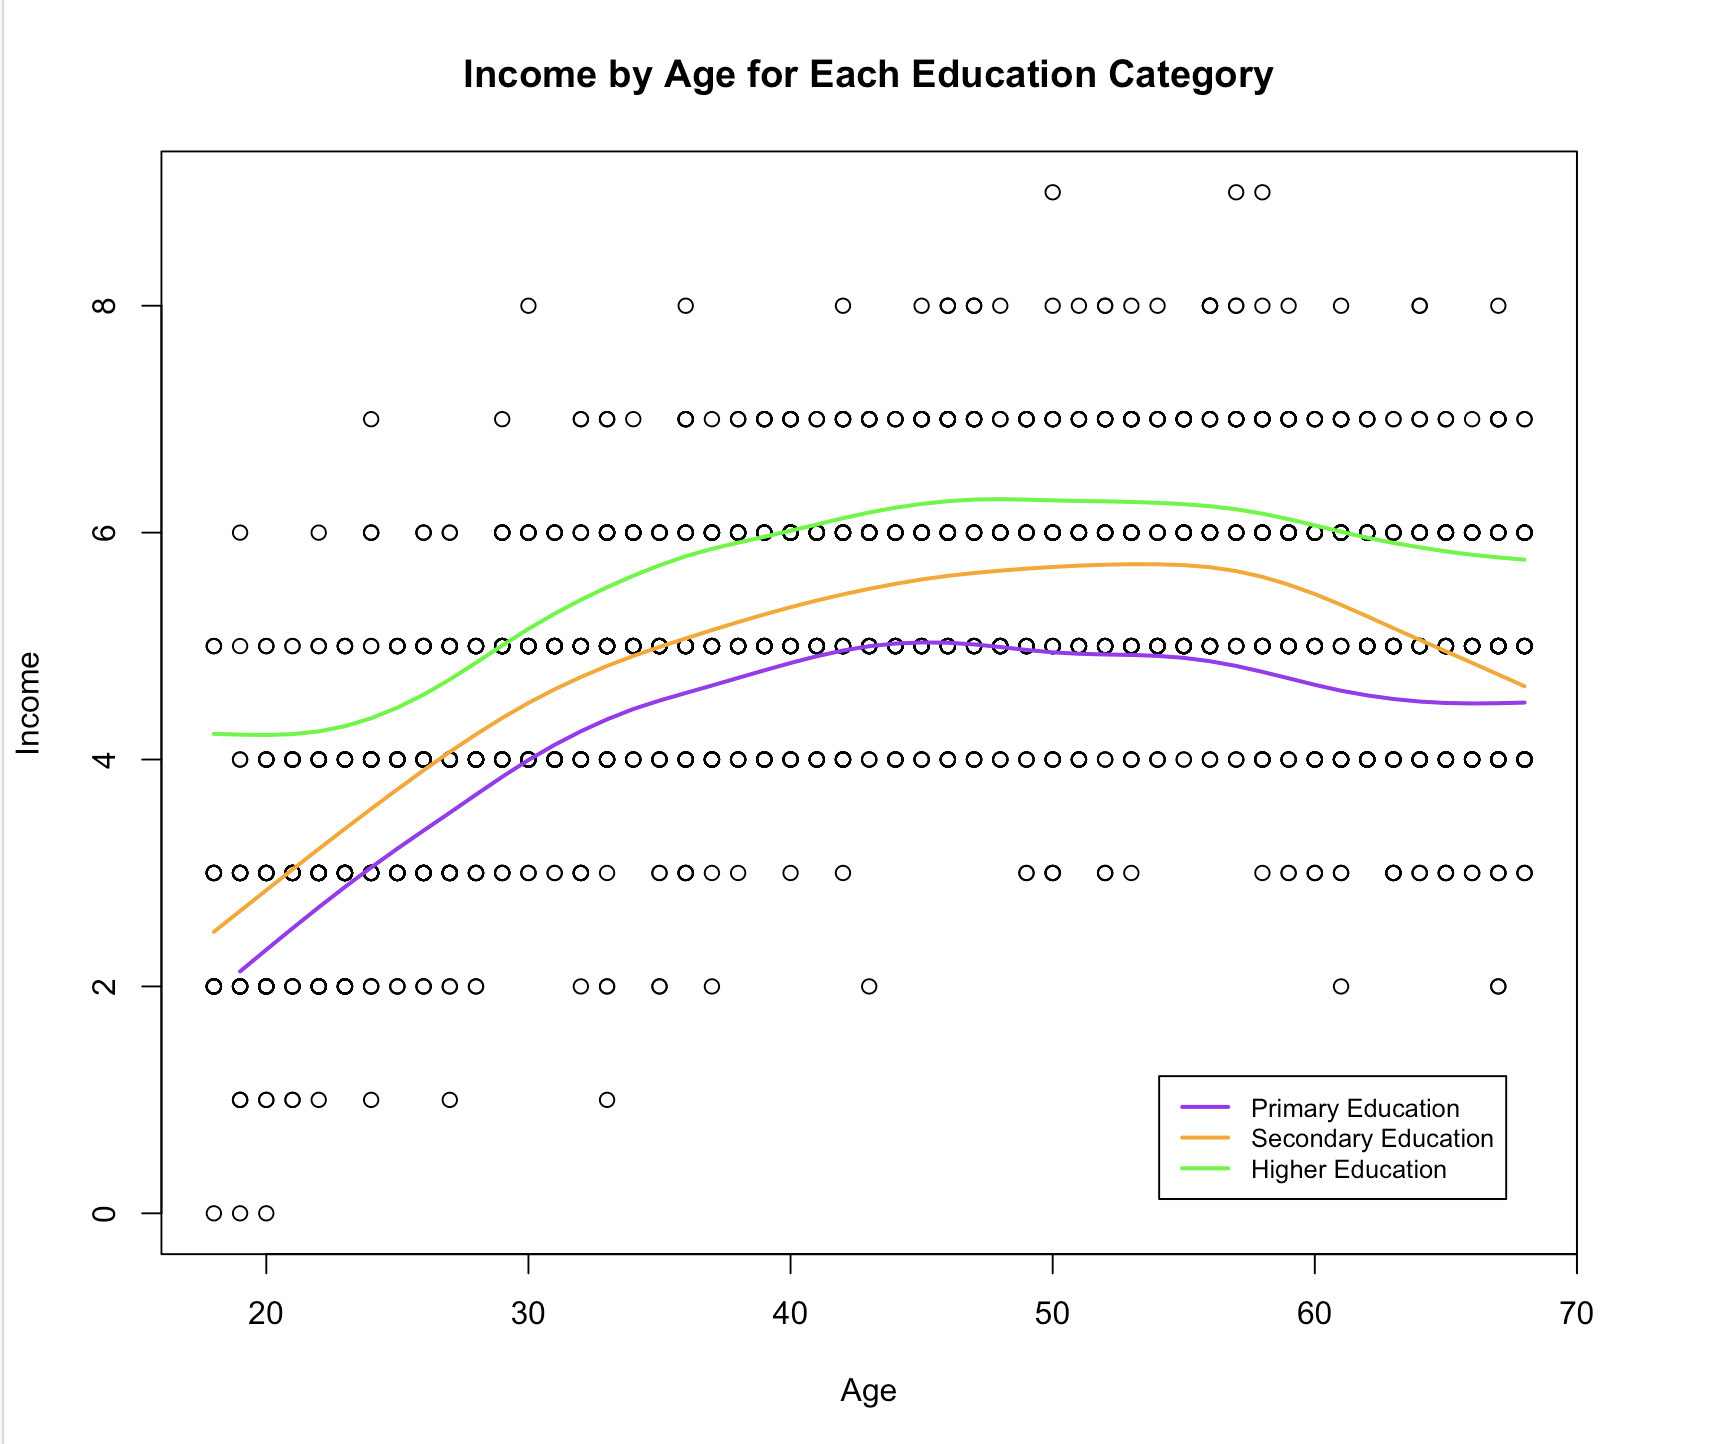 Income by Age for Each Education Category
Income
8
6
4
2
0
Primary Education
Secondary Education
Higher Education
20 30 40 50 60 70
Age